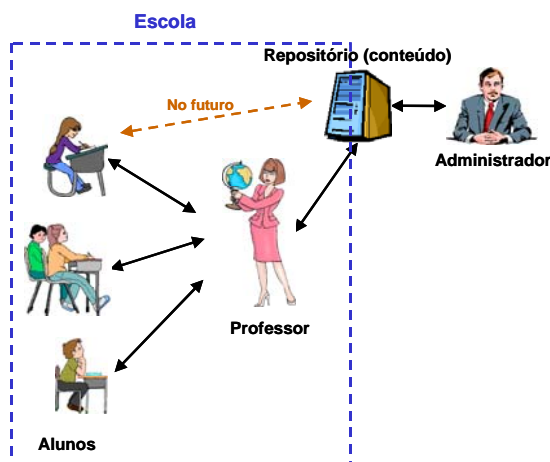 Escola
Repositório (conteúdo)
No futuro
Administrador
Professor
Alunos